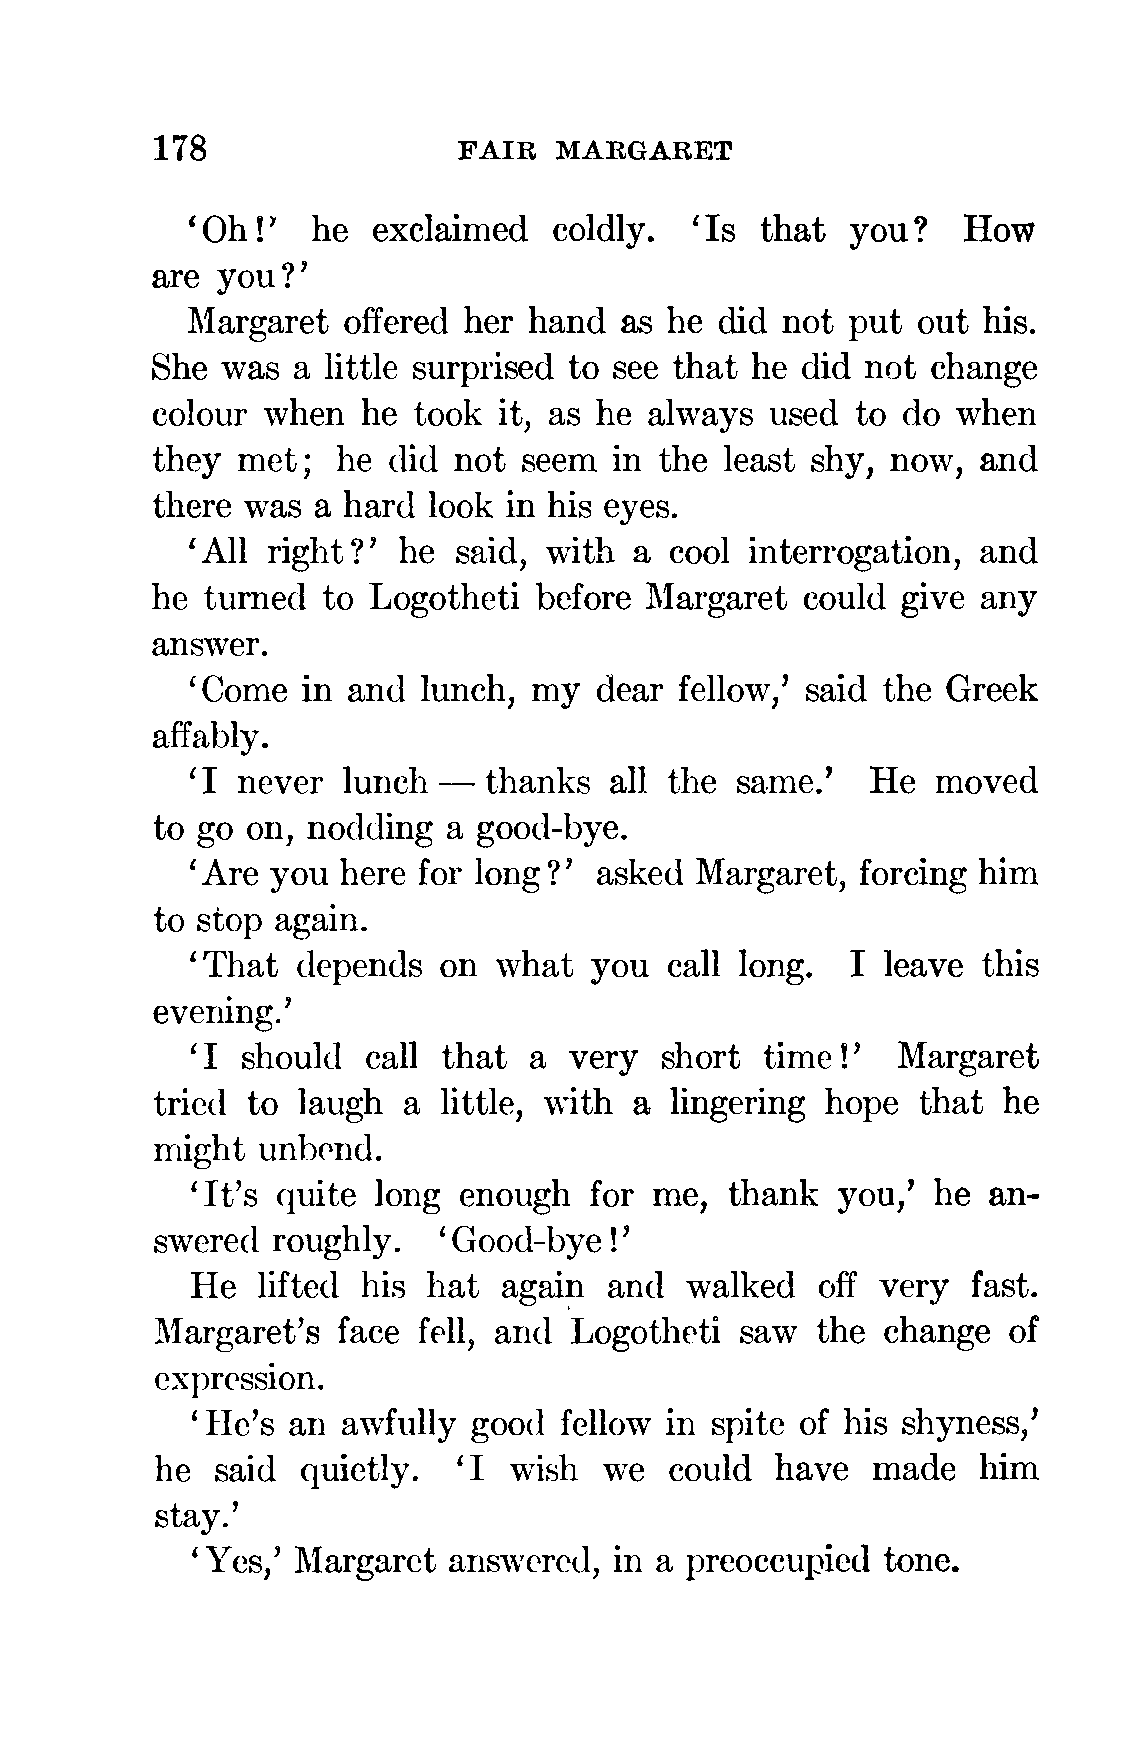 178 FAIR MARGARET
‘Oh!’ he exclaimed coldly. ‘Is that you? How
are you?’
Margaret offered her hand as he did not put out his.
She was a little surprised to see that he did not change
colour when he took it, as he always used to do when
they met; he did not seem in the least shy, now, and
there was a hard look in his eyes.
‘All right?’ he said, with a cool interrogation, and
he turned to Logotheti before Margaret could give any
answer.
‘Come in and lunch, my dear fellow,’ said the Greek
affably.
‘I never lunch — thanks all the same.’ He moved
to go on, nodding a good-bye.
‘Are you here for long?’ asked Margaret, forcing him
to stop again.
‘That depends on what you call long. I leave this
evening.’
‘I should call that a very short time!’ Margaret
tried to laugh a little, with a lingering hope that he
might unbend.
‘It’s quite long enough for me, thank you,’ he an-
swered roughly. ‘Good-bye!’
He lifted his hat again and walked off very fast.
Margaret’s face fell, and Logotheti saw the change of
expression.
‘He’s an awfully good fellow in spite of his shyness,’
he said quietly. ‘I wish we could have made him
stay.’
‘Yes,’ Margaret answered, in a preoccupied tone.